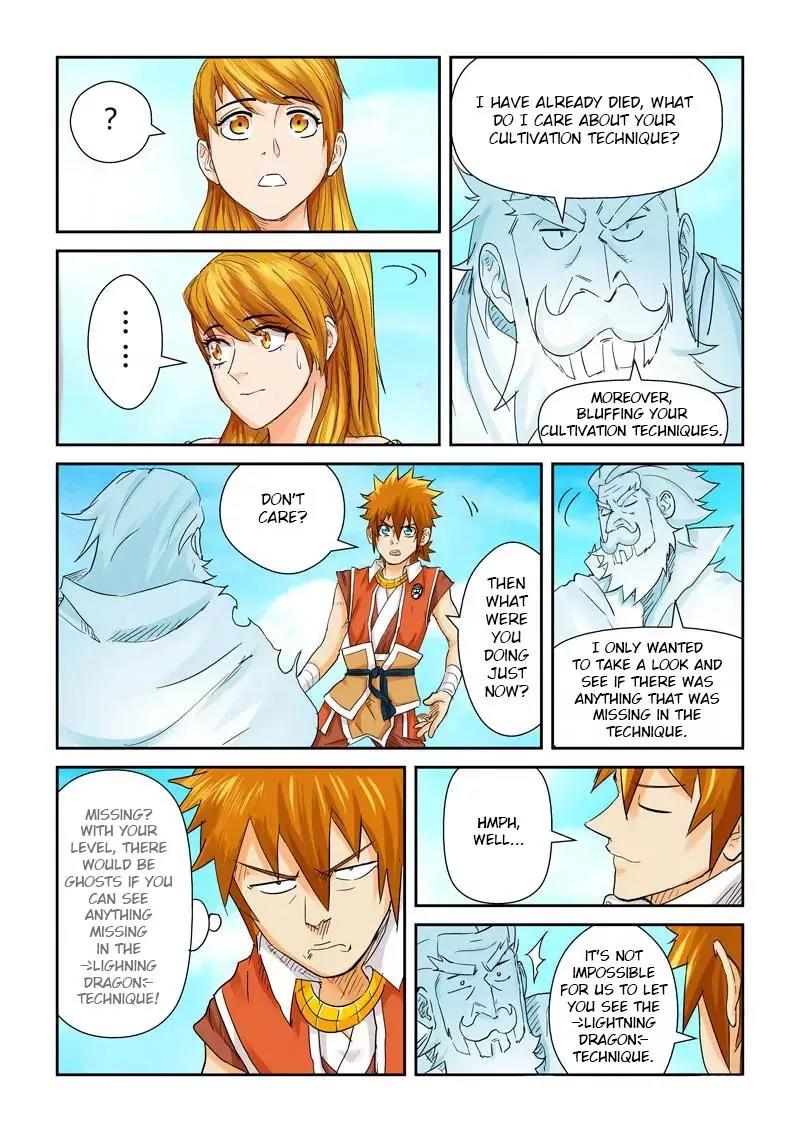 ?
I HAVE ALREADY DIED, WHAT
DO I CARE ABOUT YOUR
CULTIVATION TECHNIQUE?
....
MOREOVER,
BLUFFING YOUR
CULTIVATION TECHNIQUES.
DON'T
CARE?
THEN
WHAT
WERE
YOU
DOING
JUST
NOW?
I ONLY WANTED
TO TAKE A LOOK AND
SEE IF THERE WAS
ANYTHING THAT WAS
MISSING IN THE
TECHNIQUE.
MISSING?
WITH YOUR
LEVEL, THERE
WOULD BE
GHOSTS IF YOU
CAN SEE
ANYTHING
MISSING
IN THE
→LIGHNING
DRAGON←
TECHNIQUE!
HMPH,
WELL...
IT'S NOT
IMPOSSIBLE
FOR US TO LET
YOU SEE THE
→LIGHTNING
DRAGON←
TECHNIQUE.